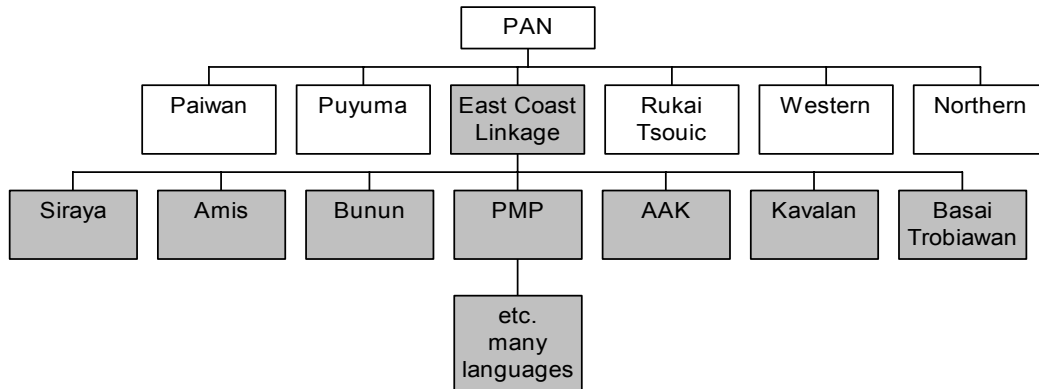 PAN
Paiwan
Puyuma
East Coast
Linkage
Rukai
Tsouic
Western
Northern
Siraya
Amis
Bunun
PMP
AAK
Kavalan
Basai
Trobiawan
etc.
many
languages